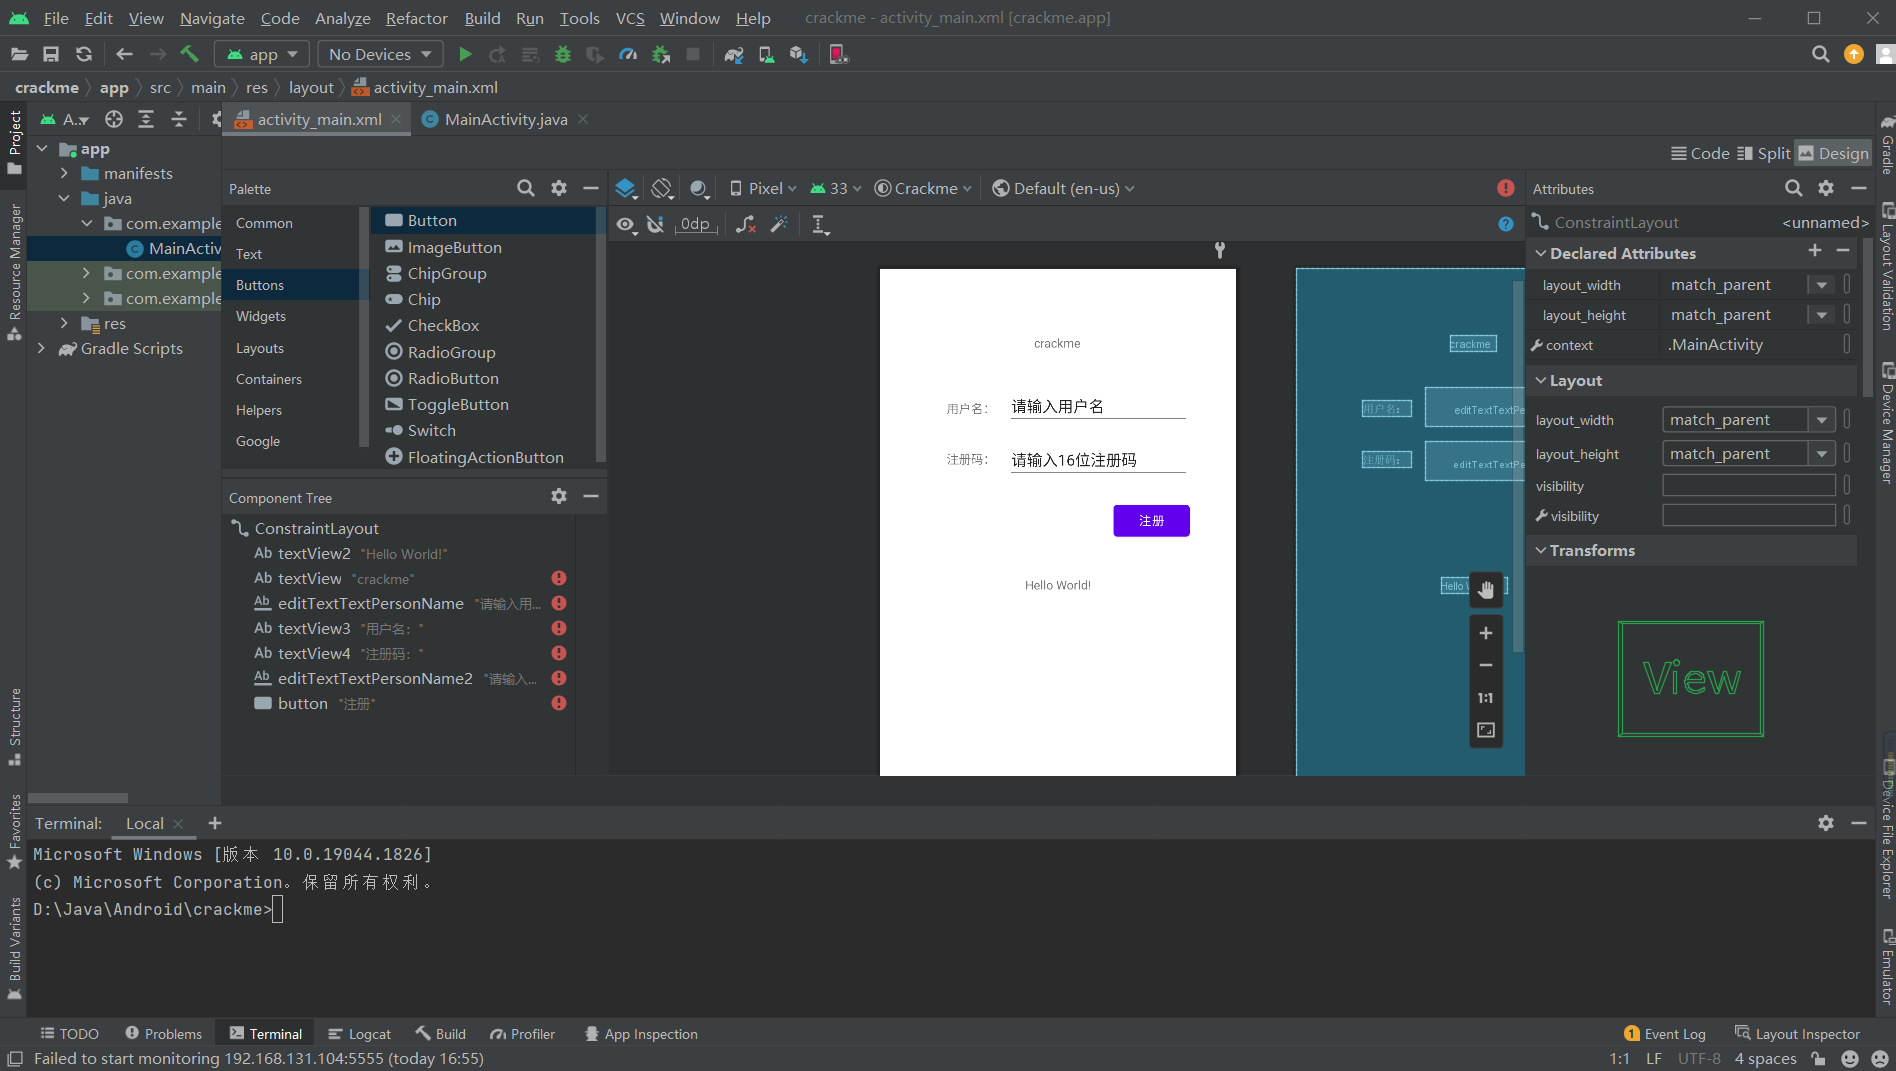 File Edit View Navigate Code Analyze Refactor Build Run Tools VCS Window Help crackme - activity_main.xml [crackme.app]
app No Devices
crackme app src main res layout activity_main.xml
A... activity_main.xml MainActivity.java
Project
Resource Manager
Structure
Favorites
Build Variants
app
manifests
java
com.example
MainActiv
com.example
com.example
res
Gradle Scripts
Code Split Design
Palette
Common
Text
Buttons
Widgets
Layouts
Containers
Helpers
Google
Button
ImageButton
ChipGroup
Chip
CheckBox
RadioGroup
RadioButton
ToggleButton
Switch
FloatingActionButton
Component Tree
ConstraintLayout
Ab textView2 "Hello World!"
Ab textView "crackme"
Ab editTextTextPersonName "请输入用...
Ab textView3 "用户名："
Ab textView4 "注册码："
Ab editTextTextPersonName2 "请输入...
button "注册"
Pixel 33 Crackme Default (en-us)
0dp
crackme
用户名： 请输入用户名
注册码： 请输入16位注册码
注册
Hello World!
crackme
用户名： editTextTextPe
注册码： editTextTextPe
Hello
1:1
Attributes
ConstraintLayout <unnamed>
Declared Attributes
layout_width match_parent
layout_height match_parent
context .MainActivity
Layout
layout_width match_parent
layout_height match_parent
visibility
visibility
Transforms
View
Gradle
Layout Validation
Device Manager
Device File Explorer
Emulator
Terminal: Local
Microsoft Windows [版本 10.0.19044.1826]
(c) Microsoft Corporation。保留所有权利。
D:\Java\Android\crackme>
TODO Problems Terminal Logcat Build Profiler App Inspection 1 Event Log Layout Inspector
Failed to start monitoring 192.168.131.104:5555 (today 16:55) 1:1 LF UTF-8 4 spaces